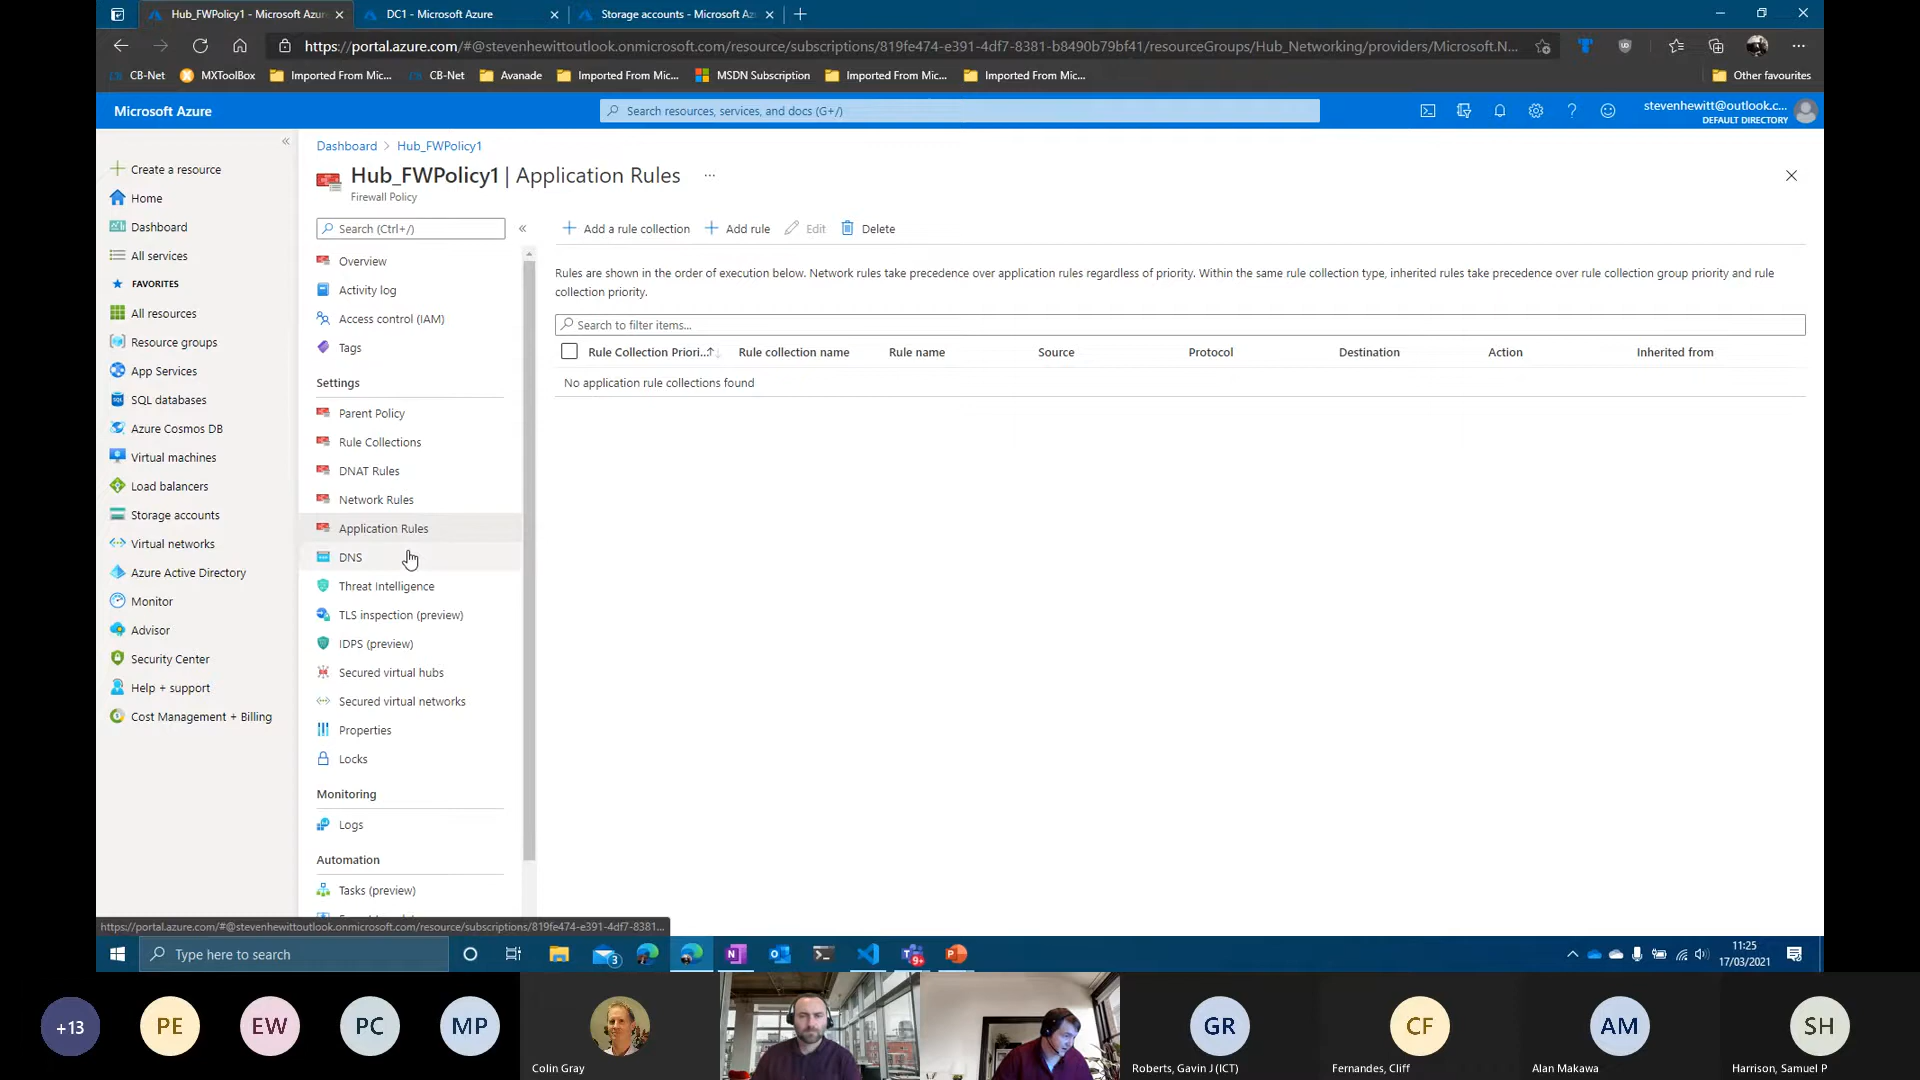 Hub_FWPolicy1 - Microsoft Azur
DC1 - Microsoft Azure
Storage accounts - Microsoft Az
https://portal.azure.com/#@stevenhewittoutlook.onmicrosoft.com/resource/subscriptions/819fe474-e391-4df7-8381-b8490b79bf41/resourceGroups/Hub_Networking/providers/Microsoft.N...
CB-Net
MXToolBox
Imported From Mic...
CB-Net
Avanade
Imported From Mic...
MSDN Subscription
Imported From Mic...
Imported From Mic...
Other favourites
Microsoft Azure
Search resources, services, and docs (G+/)
stevenhewitt@outlook.c...
DEFAULT DIRECTORY
Create a resource
Home
Dashboard
All services
FAVORITES
All resources
Resource groups
App Services
SQL databases
Azure Cosmos DB
Virtual machines
Load balancers
Storage accounts
Virtual networks
Azure Active Directory
Monitor
Advisor
Security Center
Help + support
Cost Management + Billing
Dashboard > Hub_FWPolicy1
Hub_FWPolicy1 | Application Rules ...
Firewall Policy
Search (Ctrl+/)
Overview
Activity log
Access control (IAM)
Tags
Settings
Parent Policy
Rule Collections
DNAT Rules
Network Rules
Application Rules
DNS
Threat Intelligence
TLS inspection (preview)
IDPS (preview)
Secured virtual hubs
Secured virtual networks
Properties
Locks
Monitoring
Logs
Automation
Tasks (preview)
Add a rule collection
Add rule
Edit
Delete
Rules are shown in the order of execution below. Network rules take precedence over application rules regardless of priority. Within the same rule collection type, inherited rules take precedence over rule collection group priority and rule
collection priority.
Search to filter items...
Rule Collection Priori...
Rule collection name
Rule name
Source
Protocol
Destination
Action
Inherited from
No application rule collections found
https://portal.azure.com/#@stevenhewittoutlook.onmicrosoft.com/resource/subscriptions/819fe474-e391-4df7-8381...
Type here to search
3
9+
11:25
17/03/2021
+13
PE
EW
PC
MP
Colin Gray
GR
Roberts, Gavin J (ICT)
CF
Fernandes, Cliff
AM
Alan Makawa
SH
Harrison, Samuel P